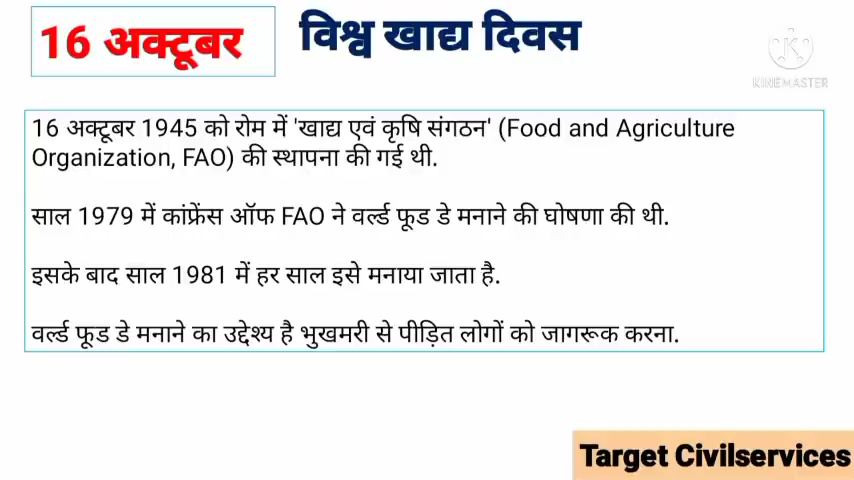 16 अक्टूबर
विश्व खाद्य दिवस
KINEMASTER
16 अक्टूबर 1945 को रोम में 'खाद्य एवं कृषि संगठन' (Food and Agriculture
Organization, FAO) की स्थापना की गई थी.
साल 1979 में कांफ्रेंस ऑफ FAO ने वर्ल्ड फूड डे मनाने की घोषणा की थी.
इसके बाद साल 1981 में हर साल इसे मनाया जाता है.
वर्ल्ड फूड डे मनाने का उद्देश्य है भुखमरी से पीड़ित लोगों को जागरूक करना.
Target Civilservices